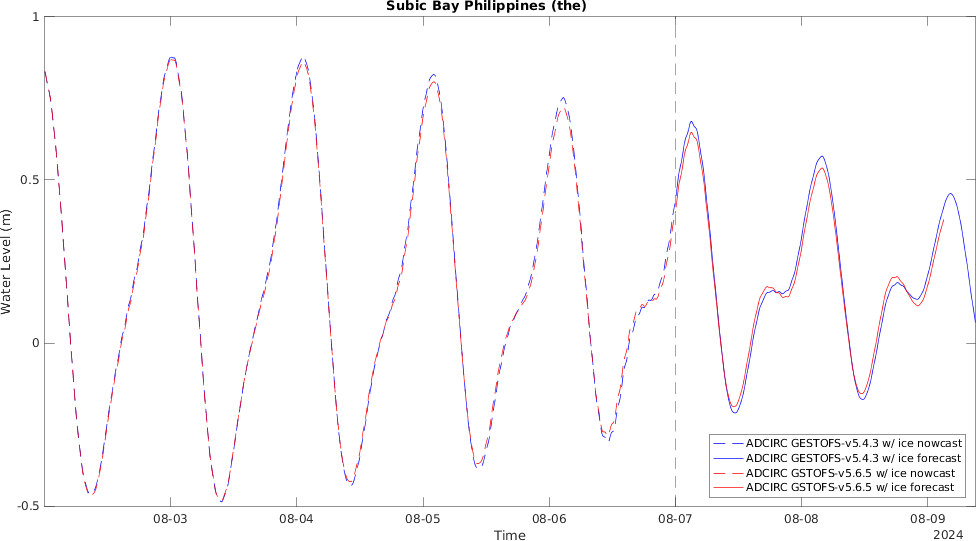 Subic Bay Philippines (the)
1
0.5
0
-0.5
Water Level (m)
ADCIRC GESTOFS-v5.4.3 w/ ice nowcast
ADCIRC GESTOFS-v5.4.3 w/ ice forecast
ADCIRC GSTOFS-v5.6.5 w/ ice nowcast
ADCIRC GSTOFS-v5.6.5 w/ ice forecast
08-03 08-04 08-05 08-06 08-07 08-08 08-09
Time
2024